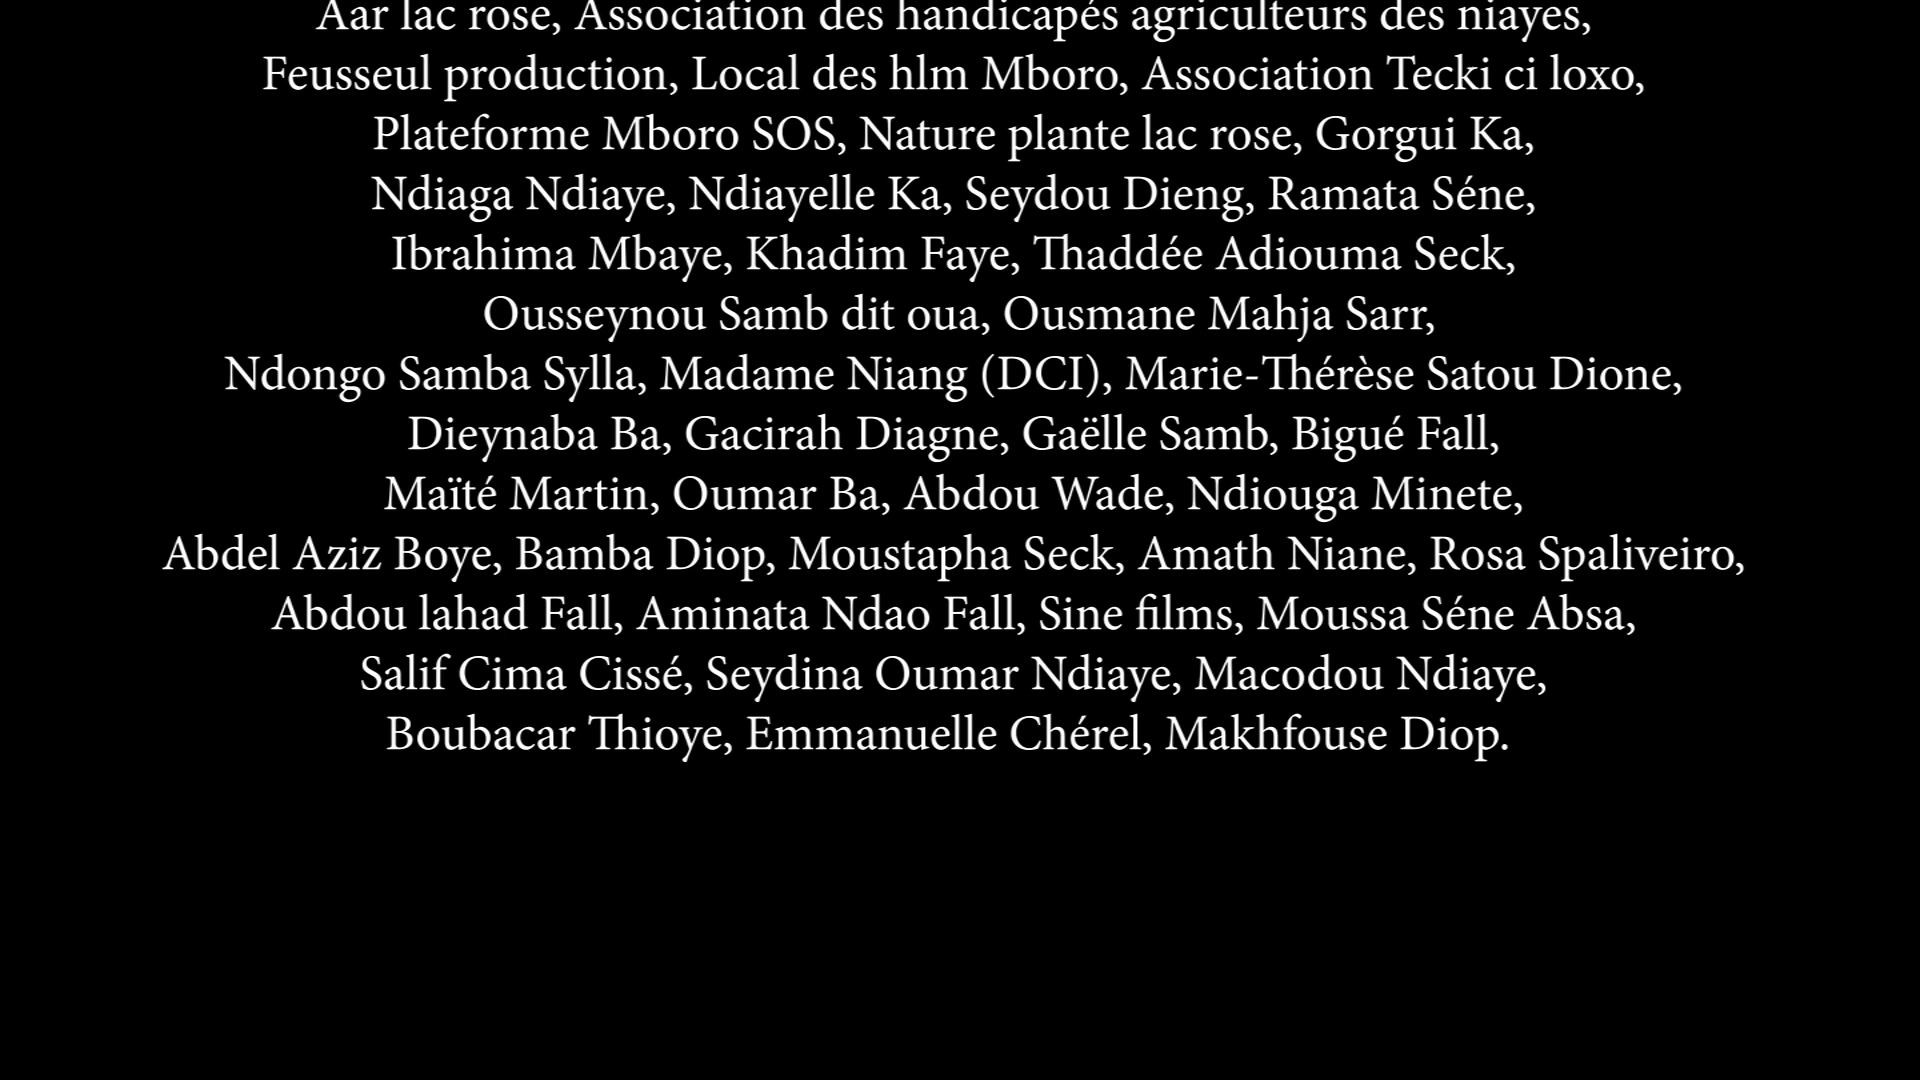 Aar lac rose, Association des handicapés agriculteurs des niayes,
Feusseul production, Local des hlm Mboro, Association Tecki ci loxo,
Plateforme Mboro SOS, Nature plante lac rose, Gorgui Ka,
Ndiaga Ndiaye, Ndiayelle Ka, Seydou Dieng, Ramata Séne,
Ibrahima Mbaye, Khadim Faye, Thaddée Adiouma Seck,
Ousseynou Samb dit oua, Ousmane Mahja Sarr,
Ndongo Samba Sylla, Madame Niang (DCI), Marie-Thérèse Satou Dione,
Dieynaba Ba, Gacirah Diagne, Gaëlle Samb, Bigué Fall,
Maïté Martin, Oumar Ba, Abdou Wade, Ndiouga Minete,
Abdel Aziz Boye, Bamba Diop, Moustapha Seck, Amath Niane, Rosa Spaliveiro,
Abdou lahad Fall, Aminata Ndao Fall, Sine films, Moussa Séne Absa,
Salif Cima Cissé, Seydina Oumar Ndiaye, Macodou Ndiaye,
Boubacar Thioye, Emmanuelle Chérel, Makhfouse Diop.